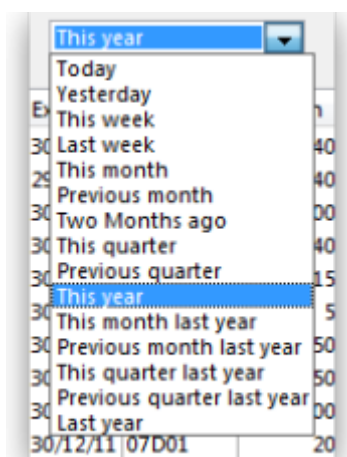 This year
Today
Yesterday
This week
Last week
This month
Previous month
Two Months ago
This quarter
Previous quarter
This year
This month last year
Previous month last year
This quarter last year
Previous quarter last year
Last year
30/12/11 07D01 20